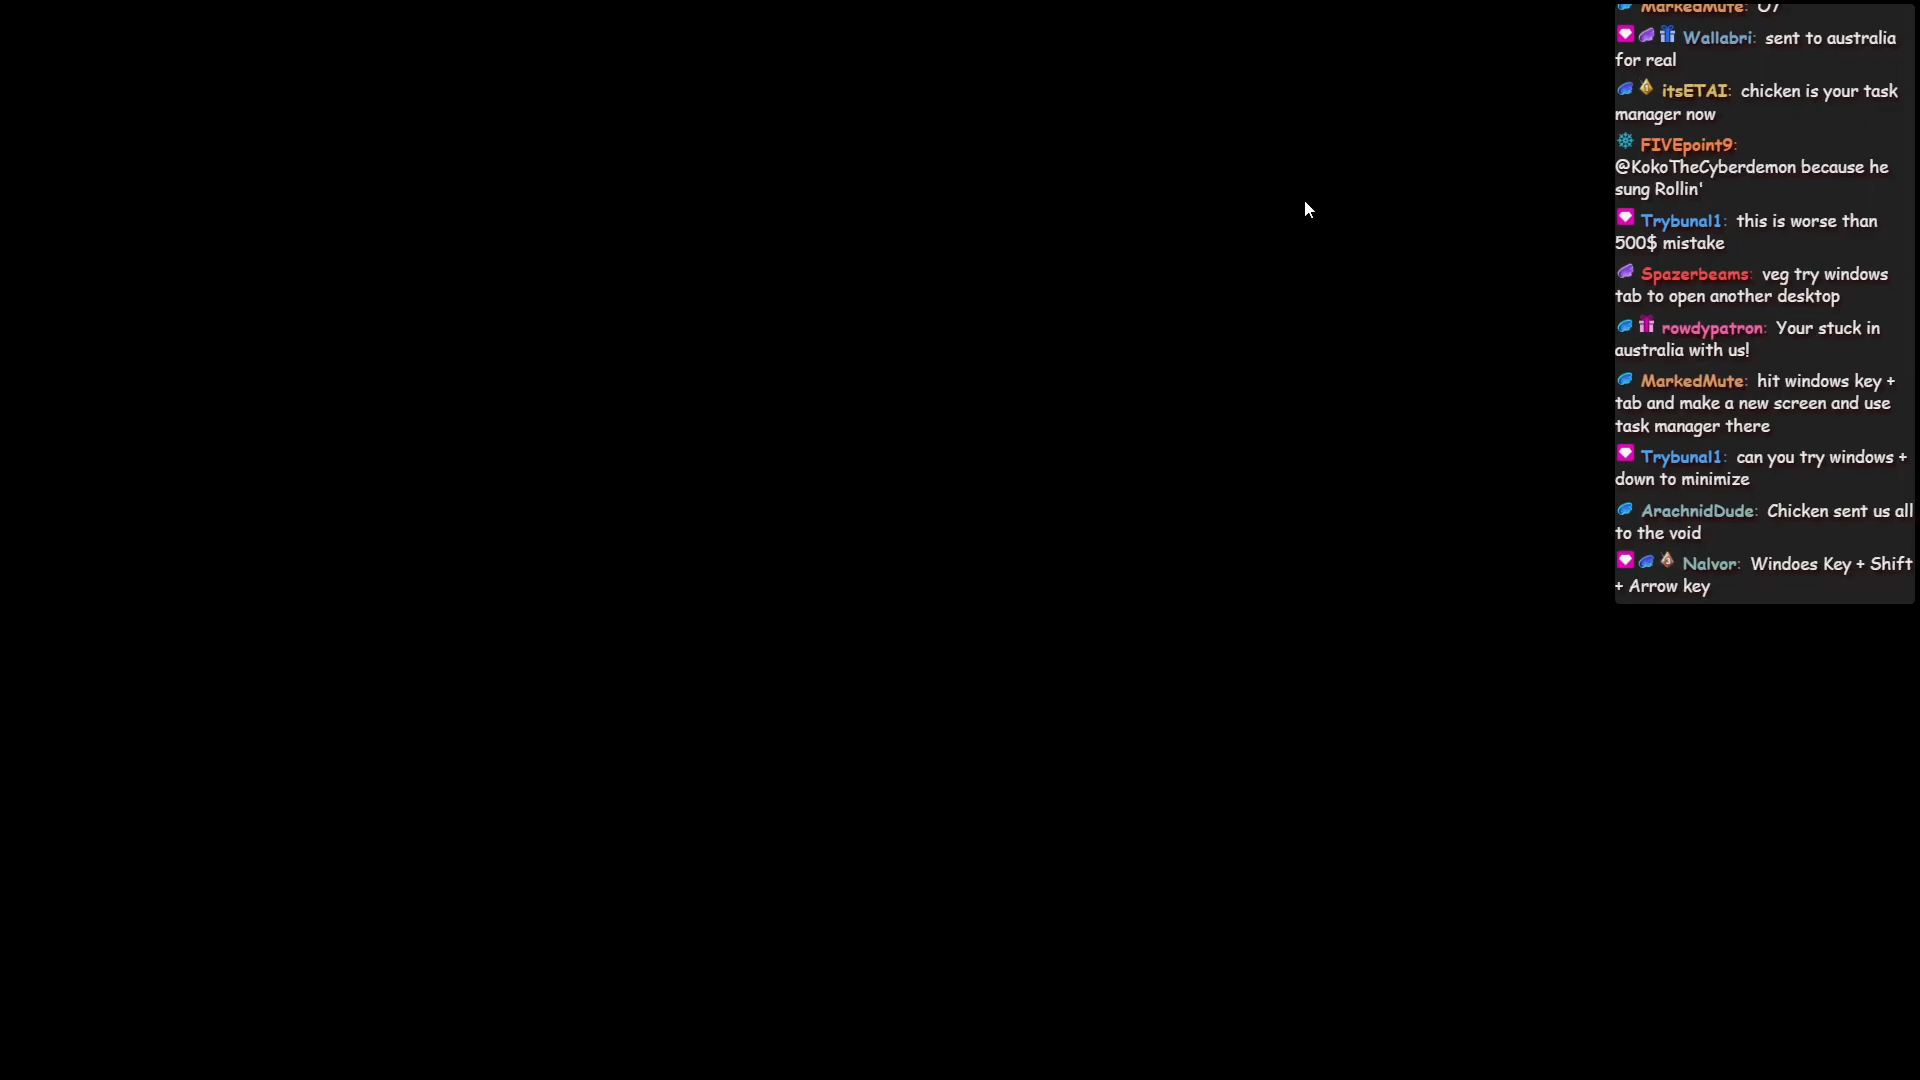 MarkedMute: O7
Wallabri: sent to australia
for real
itsETAI: chicken is your task
manager now
FIVEpoint9:
@KokoTheCyberdemon because he
sung Rollin'
Trybunal1: this is worse than
500$ mistake
Spazerbeams: veg try windows
tab to open another desktop
rowdypatron: Your stuck in
australia with us!
MarkedMute: hit windows key +
tab and make a new screen and use
task manager there
Trybunal1: can you try windows +
down to minimize
ArachnidDude: Chicken sent us all
to the void
Nalvor: Windoes Key + Shift
+ Arrow key